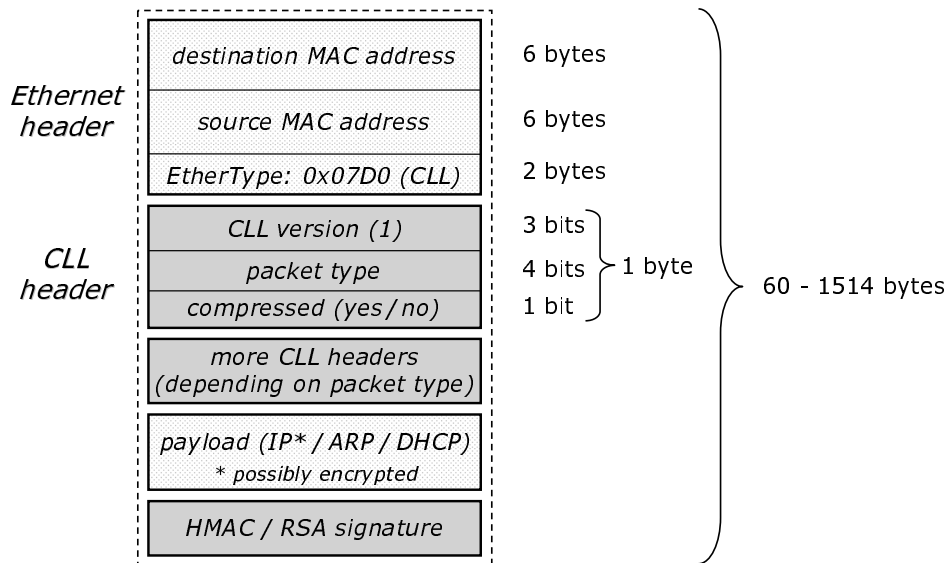 Ethernet
header
destination MAC address
6 bytes
source MAC address
6 bytes
EtherType: 0x07D0 (CLL)
2 bytes
CLL
header
CLL version (1)
3 bits
packet type
4 bits
compressed (yes/no)
1 bit
1 byte
60 - 1514 bytes
more CLL headers
(depending on packet type)
payload (IP* / ARP / DHCP)
* possibly encrypted
HMAC / RSA signature